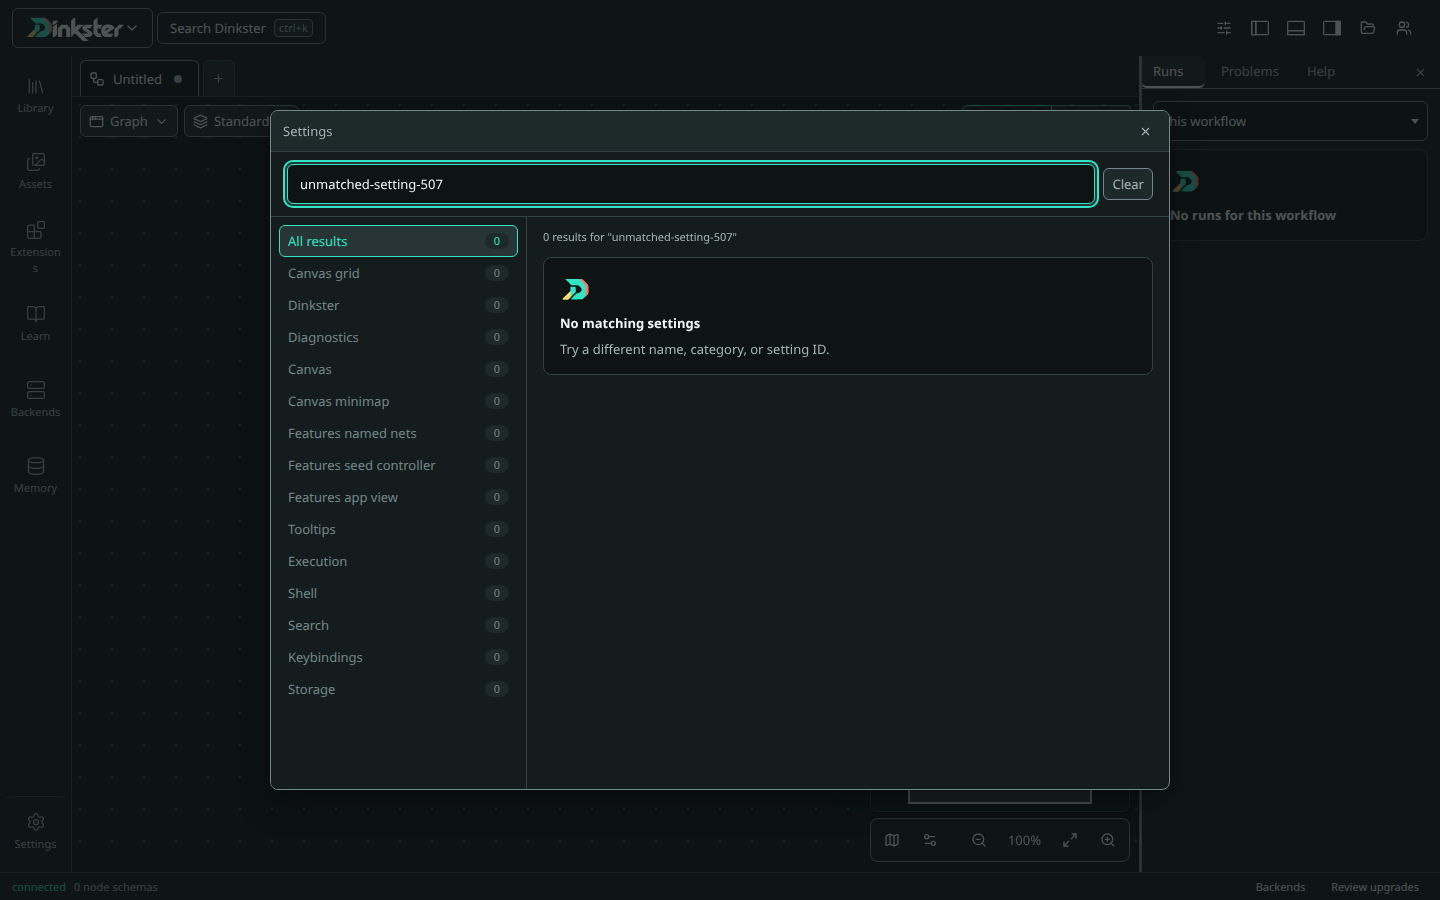 Dinkster
Search Dinkster ctrl+k
Library
Assets
Extension
s
Learn
Backends
Memory
Settings
Untitled
+
Graph
Standard
Runs
Problems
Help
his workflow
No runs for this workflow
Settings
unmatched-setting-507
Clear
All results 0
Canvas grid 0
Dinkster 0
Diagnostics 0
Canvas 0
Canvas minimap 0
Features named nets 0
Features seed controller 0
Features app view 0
Tooltips 0
Execution 0
Shell 0
Search 0
Keybindings 0
Storage 0
0 results for "unmatched-setting-507"
No matching settings
Try a different name, category, or setting ID.
100%
connected 0 node schemas
Backends
Review upgrades